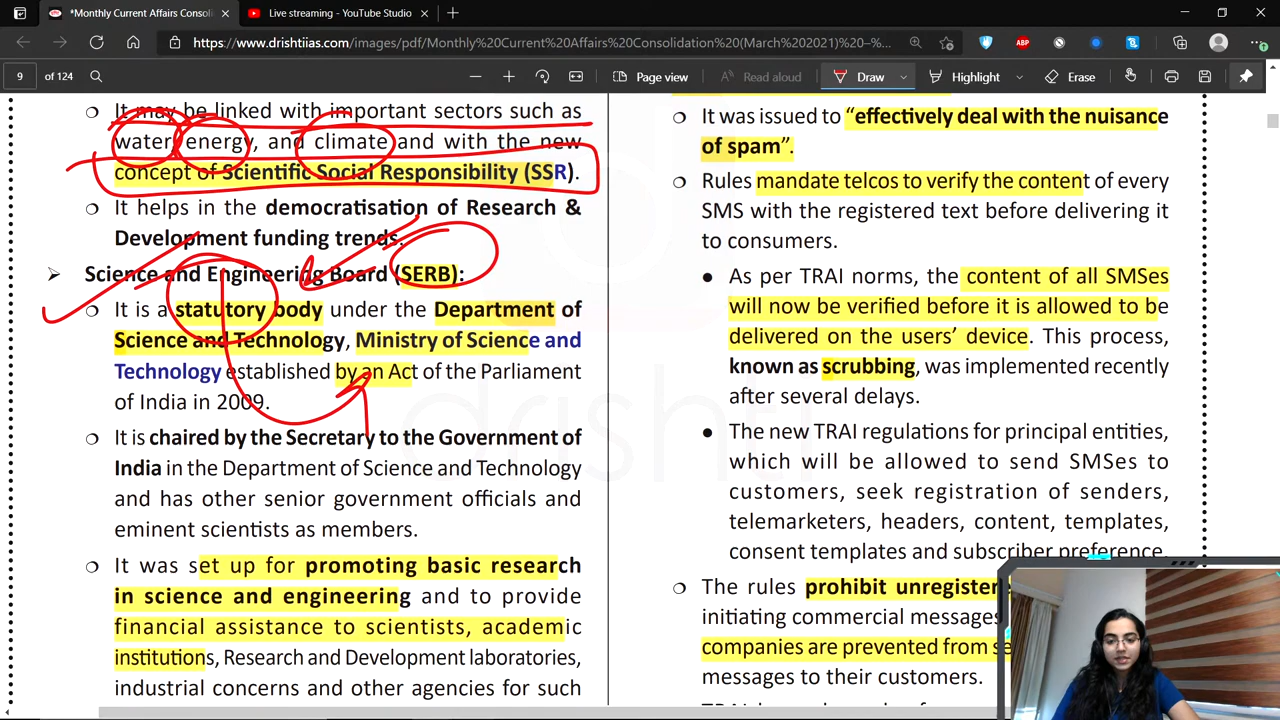 *Monthly Current Affairs Consoli
Live streaming - YouTube Studio
https://www.drishtiias.com/images/pdf/Monthly%20Current%20Affairs%20Consolidation%20(March%202021)%20–%...
ABP
9 of 124
Page view
Read aloud
Draw
Highlight
Erase
It may be linked with important sectors such as
water, energy, and climate and with the new
concept of Scientific Social Responsibility (SSR).
It helps in the democratisation of Research &
Development funding trends.
Science and Engineering Board (SERB):
It is a statutory body under the Department of
Science and Technology, Ministry of Science and
Technology established by an Act of the Parliament
of India in 2009.
It is chaired by the Secretary to the Government of
India in the Department of Science and Technology
and has other senior government officials and
eminent scientists as members.
It was set up for promoting basic research
in science and engineering and to provide
financial assistance to scientists, academic
institutions, Research and Development laboratories,
industrial concerns and other agencies for such
It was issued to “effectively deal with the nuisance
of spam”.
Rules mandate telcos to verify the content of every
SMS with the registered text before delivering it
to consumers.
As per TRAI norms, the content of all SMSes
will now be verified before it is allowed to be
delivered on the users’ device. This process,
known as scrubbing, was implemented recently
after several delays.
The new TRAI regulations for principal entities,
which will be allowed to send SMSes to
customers, seek registration of senders,
telemarketers, headers, content, templates,
consent templates and subscriber preference.
The rules prohibit unregister
initiating commercial messages
companies are prevented from se
messages to their customers.
drishti